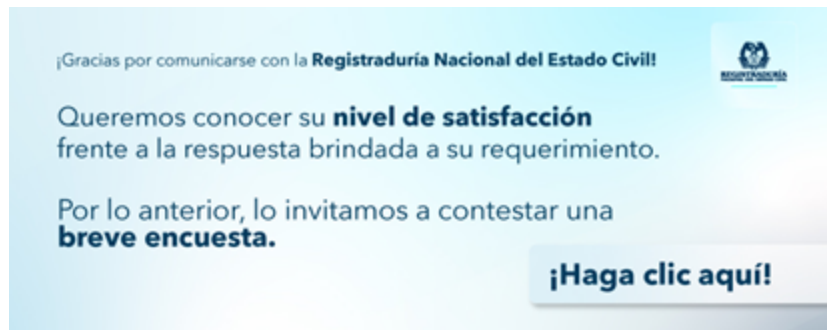 ¡Gracias por comunicarse con la Registraduría Nacional del Estado Civil!
REGISTRADURÍA
Queremos conocer su nivel de satisfacción
frente a la respuesta brindada a su requerimiento.
Por lo anterior, lo invitamos a contestar una
breve encuesta.
¡Haga clic aquí!